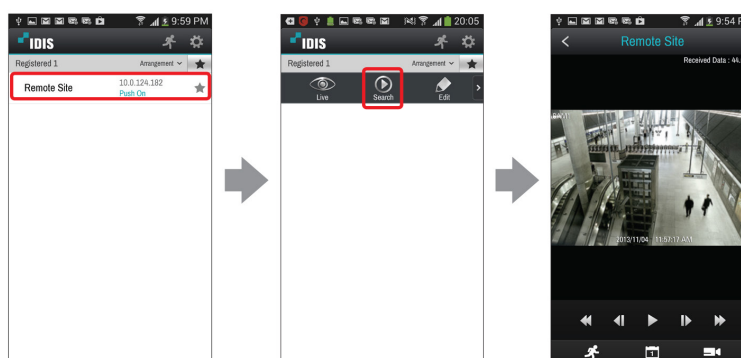 9:59 PM
IDIS
Registered 1
Arrangement
Remote Site
10.0.124.182
Push On
20:05
IDIS
Registered 1
Arrangement
Live
Search
Edit
9:54 P
Remote Site
Received Data : 44.
CAM1
2013/11/04 11:57:17 AM
1